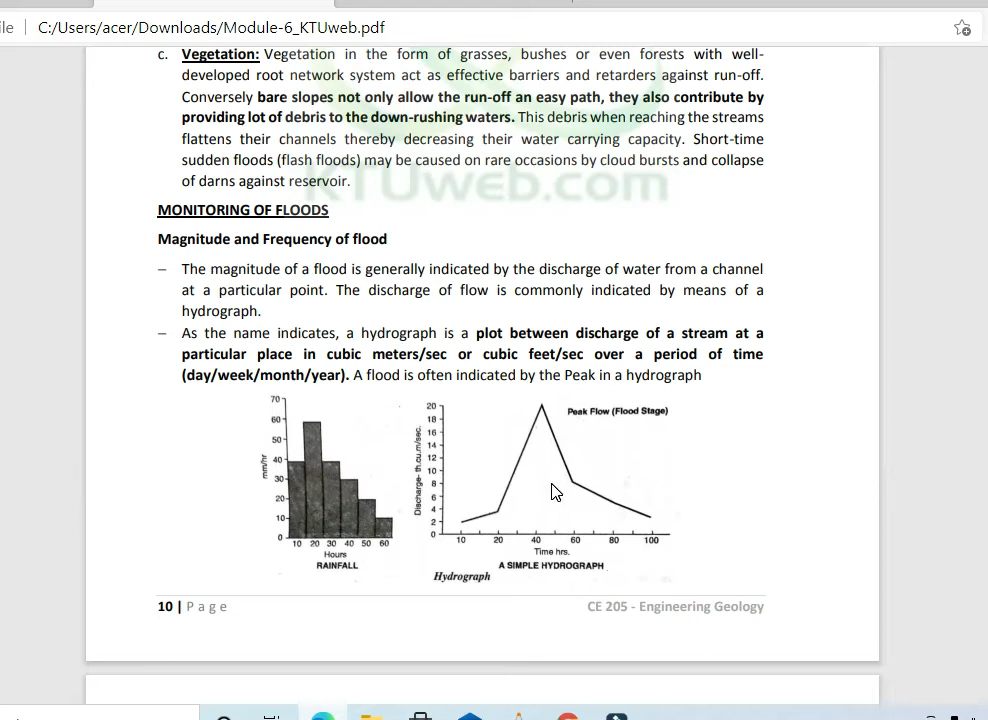 ile C:/Users/acer/Downloads/Module-6_KTUweb.pdf
c. Vegetation: Vegetation in the form of grasses, bushes or even forests with well-
developed root network system act as effective barriers and retarders against run-off.
Conversely bare slopes not only allow the run-off an easy path, they also contribute by
providing lot of debris to the down-rushing waters. This debris when reaching the streams
flattens their channels thereby decreasing their water carrying capacity. Short-time
sudden floods (flash floods) may be caused on rare occasions by cloud bursts and collapse
of darns against reservoir.
KTUweb.com
MONITORING OF FLOODS
Magnitude and Frequency of flood
– The magnitude of a flood is generally indicated by the discharge of water from a channel
at a particular point. The discharge of flow is commonly indicated by means of a
hydrograph.
– As the name indicates, a hydrograph is a plot between discharge of a stream at a
particular place in cubic meters/sec or cubic feet/sec over a period of time
(day/week/month/year). A flood is often indicated by the Peak in a hydrograph
70
60
50
40
30
20
10
0
mm/hr
10 20 30 40 50 60
Hours
RAINFALL
20
18
16
14
12
10
8
6
4
2
0
Discharge- th.cu.m/sec.
Peak Flow (Flood Stage)
10 20 40 60 80 100
Time hrs.
A SIMPLE HYDROGRAPH
Hydrograph
10 | Page CE 205 - Engineering Geology